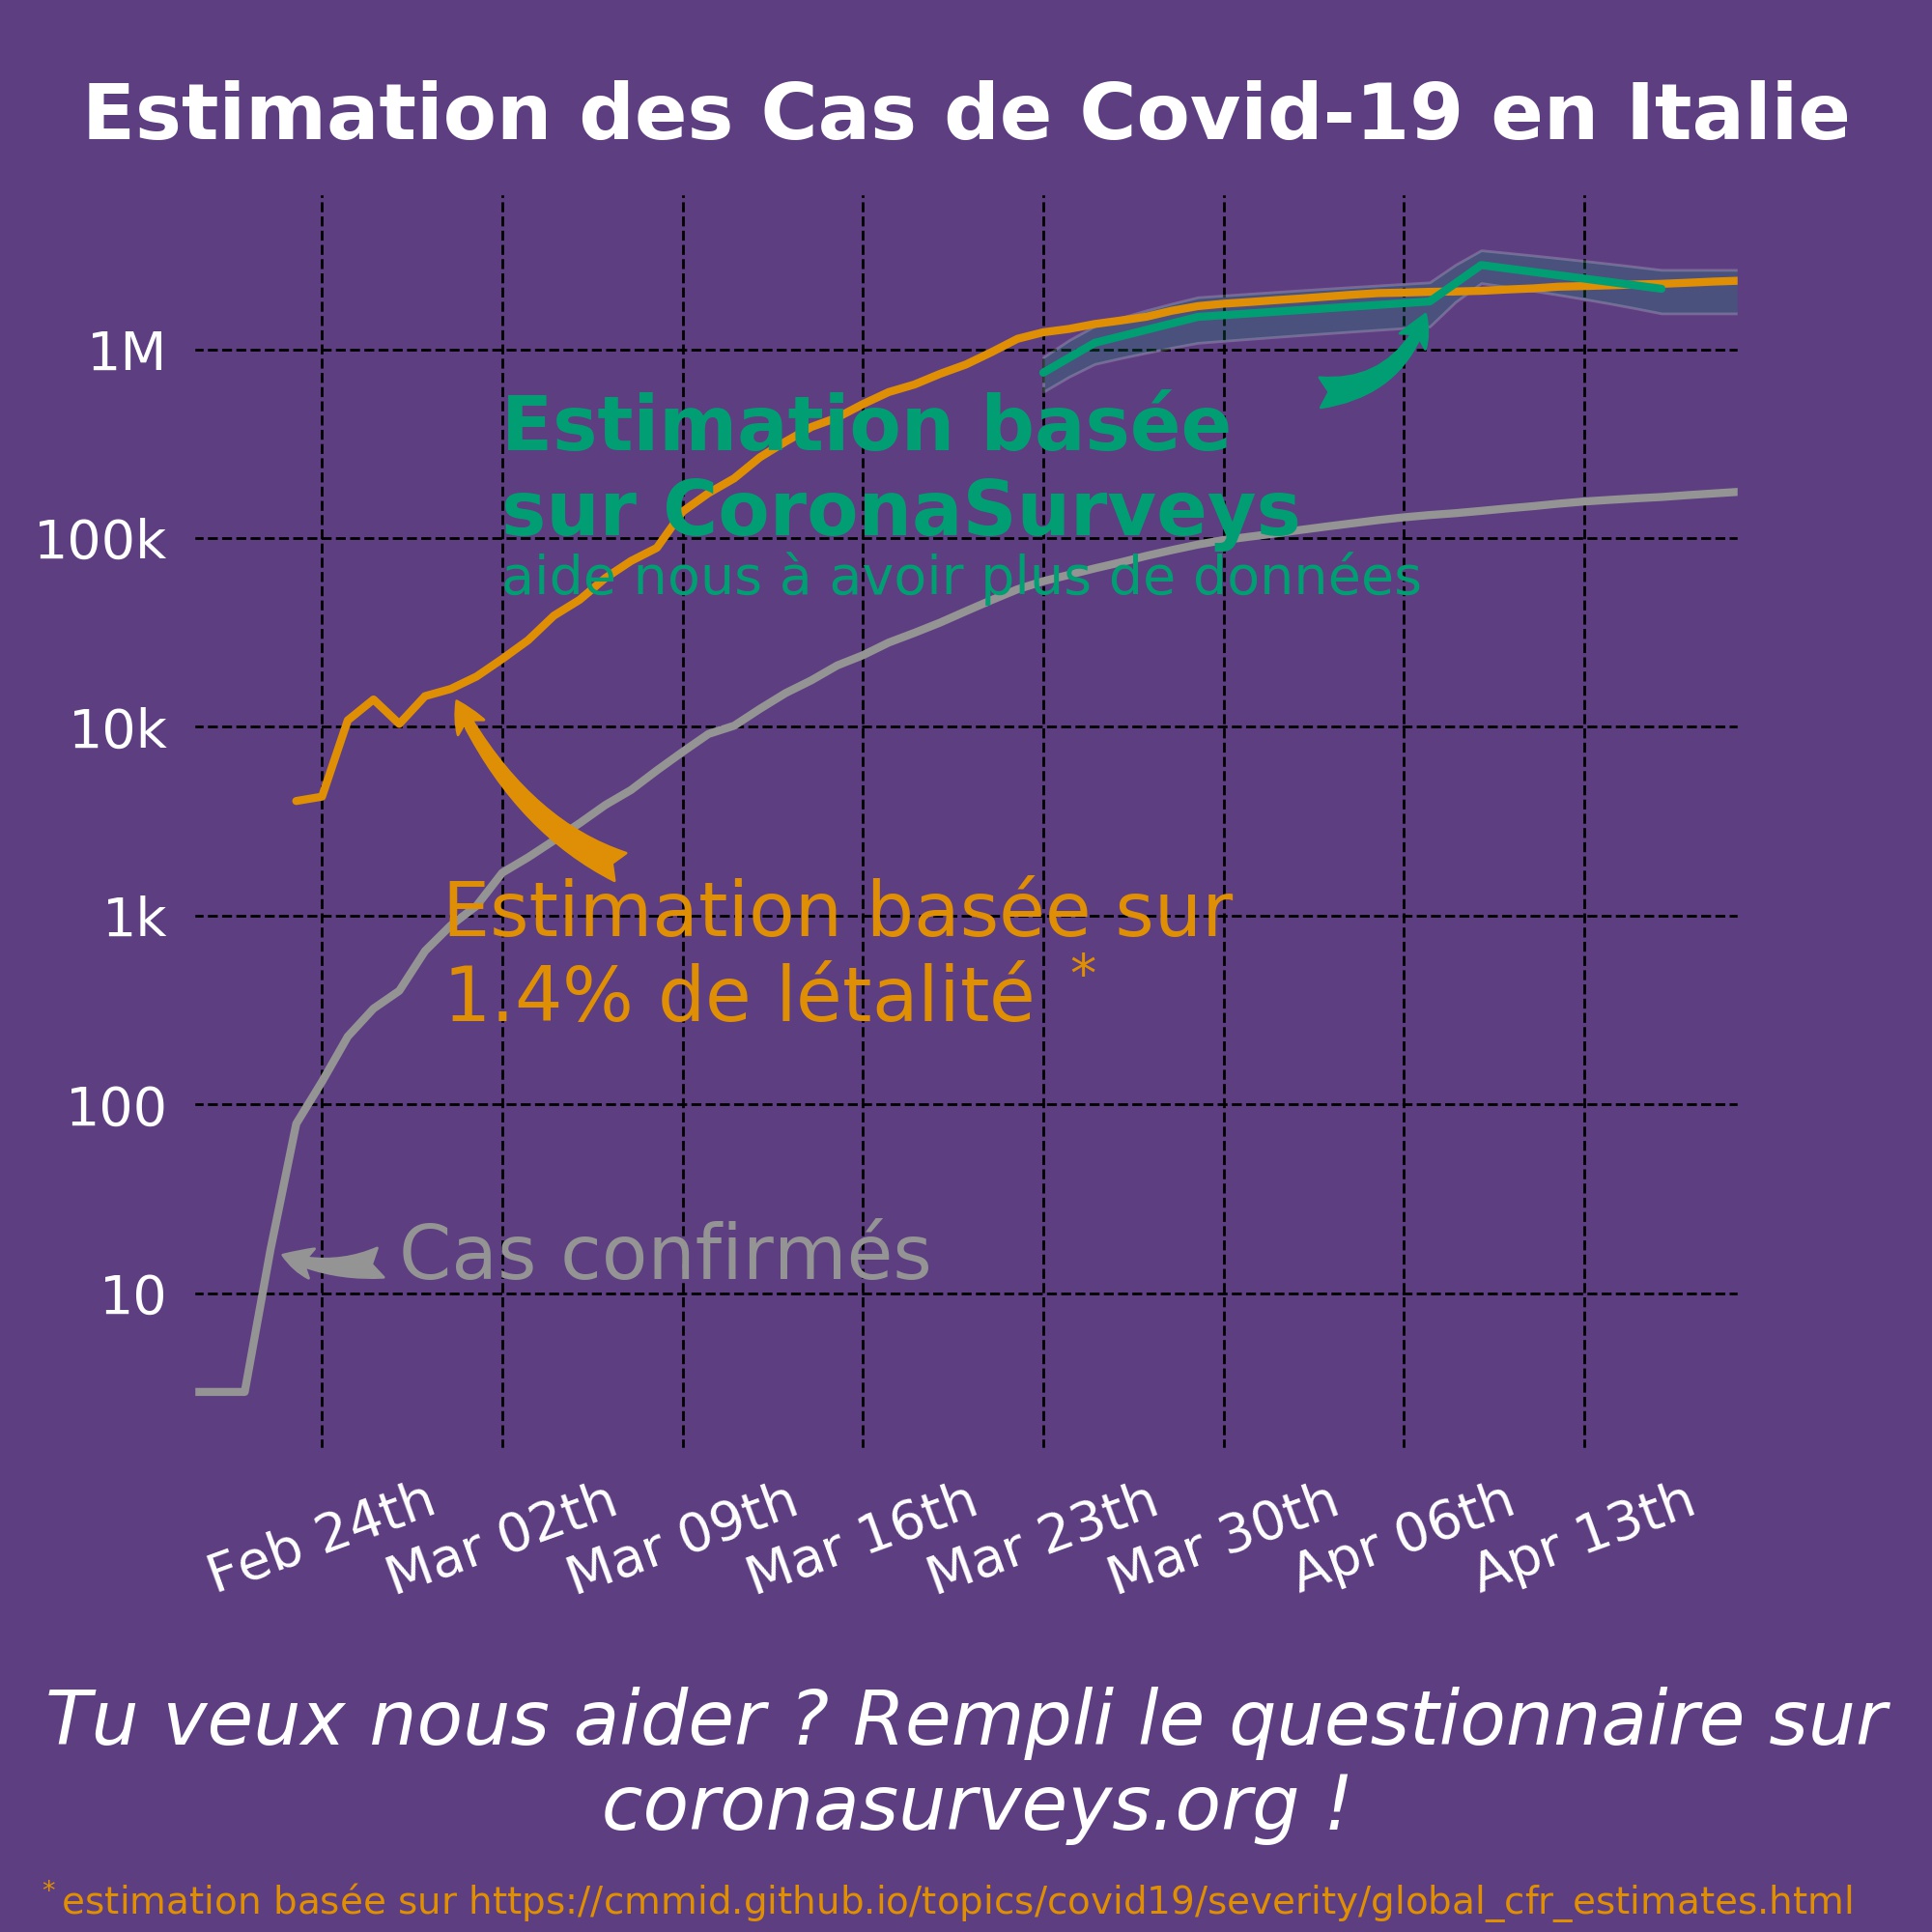 Estimation des Cas de Covid-19 en Italie
1M
100k
10k
1k
100
10
Estimation basée
sur CoronaSurveys
aide nous à avoir plus de données
Estimation basée sur
1.4% de létalité *
Cas confirmés
Feb 24th
Mar 02th
Mar 09th
Mar 16th
Mar 23th
Mar 30th
Apr 06th
Apr 13th
Tu veux nous aider ? Rempli le questionnaire sur
coronasurveys.org !
* estimation basée sur https://cmmid.github.io/topics/covid19/severity/global_cfr_estimates.html